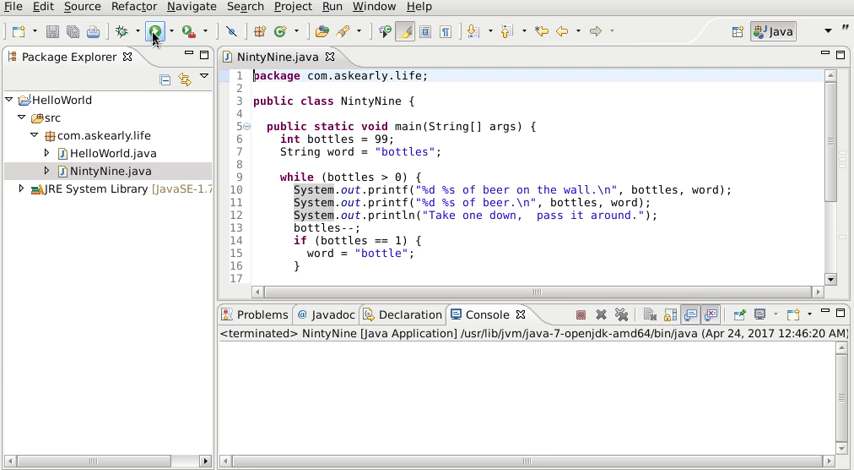 File Edit Source Refactor Navigate Search Project Run Window Help
Java
Package Explorer
HelloWorld
src
com.askearly.life
HelloWorld.java
NintyNine.java
JRE System Library [JavaSE-1.7
NintyNine.java
1 package com.askearly.life;
2
3 public class NintyNine {
4
5 public static void main(String[] args) {
6 int bottles = 99;
7 String word = "bottles";
8
9 while (bottles > 0) {
10 System.out.printf("%d %s of beer on the wall.\n", bottles, word);
11 System.out.printf("%d %s of beer.\n", bottles, word);
12 System.out.println("Take one down,  pass it around.");
13 bottles--;
14 if (bottles == 1) {
15 word = "bottle";
16 }
17
Problems @ Javadoc Declaration Console
<terminated> NintyNine [Java Application] /usr/lib/jvm/java-7-openjdk-amd64/bin/java (Apr 24, 2017 12:46:20 AM)